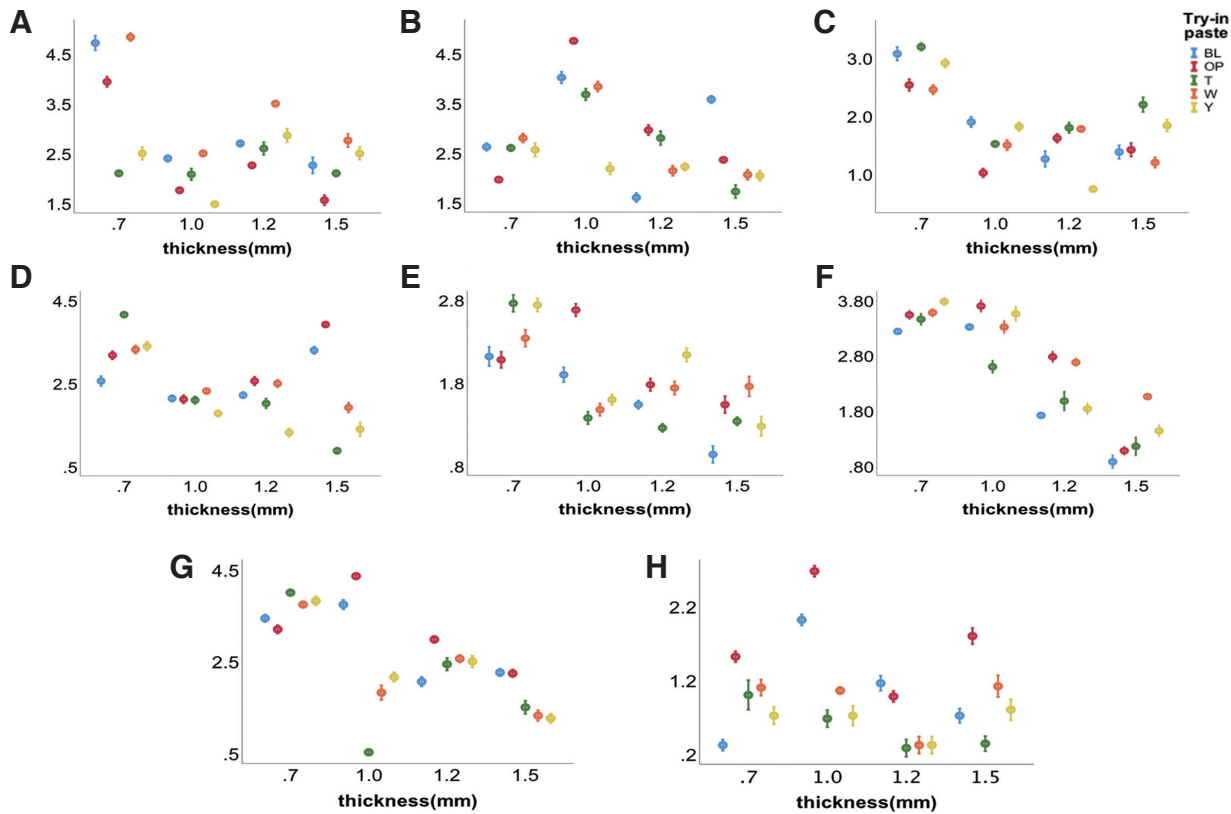 A
4.5
3.5
2.5
1.5
.7 1.0 1.2 1.5
thickness(mm)
B
4.5
3.5
2.5
1.5
.7 1.0 1.2 1.5
thickness(mm)
C
3.0
2.0
1.0
.7 1.0 1.2 1.5
thickness(mm)
Try-in
paste
BL
OP
T
W
Y
D
4.5
2.5
.5
.7 1.0 1.2 1.5
thickness(mm)
E
2.8
1.8
.8
.7 1.0 1.2 1.5
thickness(mm)
F
3.80
2.80
1.80
.80
.7 1.0 1.2 1.5
thickness(mm)
G
4.5
2.5
.5
.7 1.0 1.2 1.5
thickness(mm)
H
2.2
1.2
.2
.7 1.0 1.2 1.5
thickness(mm)